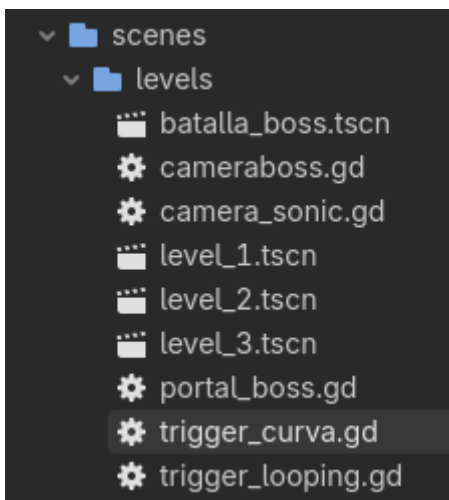 scenes
levels
batalla_boss.tscn
cameraboss.gd
camera_sonic.gd
level_1.tscn
level_2.tscn
level_3.tscn
portal_boss.gd
trigger_curva.gd
trigger_looping.gd